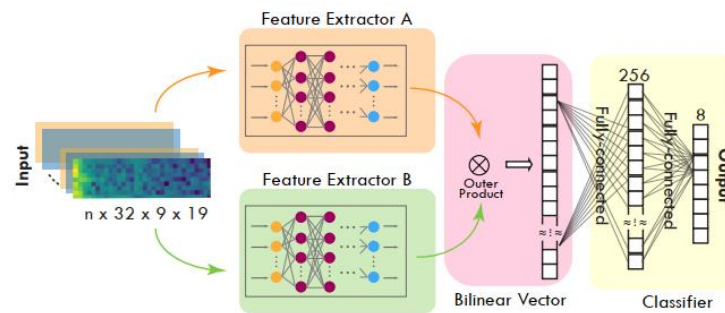 Feature Extractor A
Input
n x 32 x 9 x 19
Feature Extractor B
Outer
Product
Bilinear Vector
Fully-connected
256
Fully-connected
8
Output
Classifier